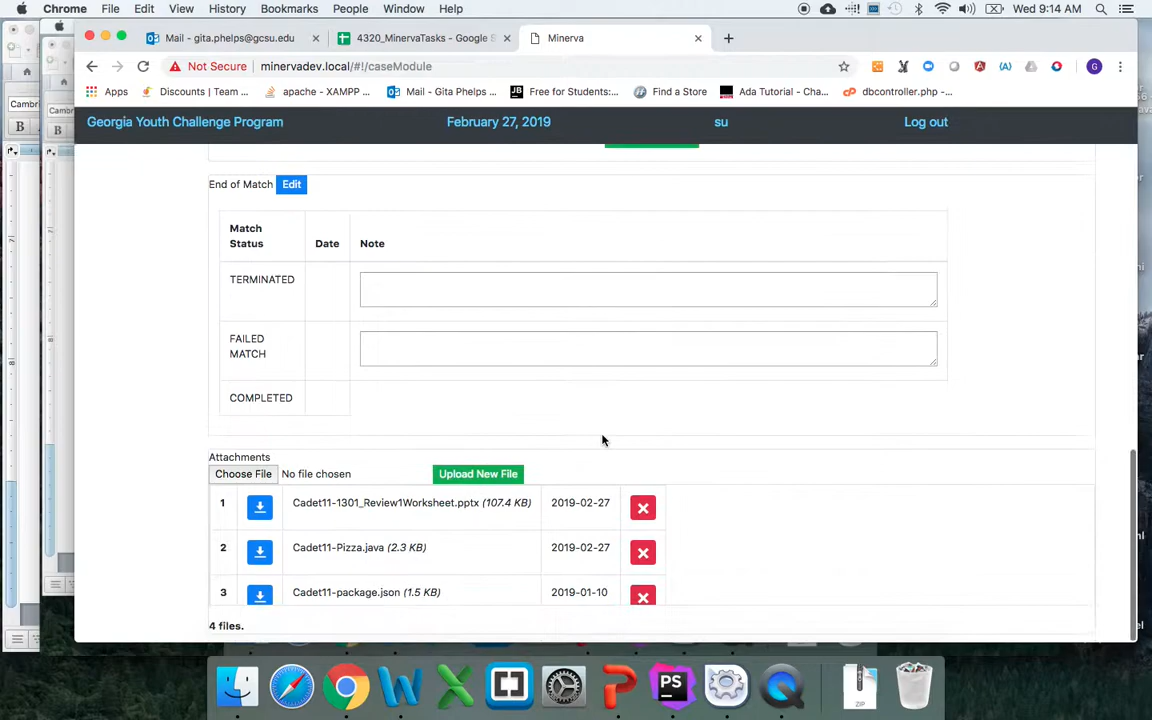 Chrome File Edit View History Bookmarks People Window Help Wed 9:14 AM
Mail - gita.phelps@gcsu.edu
4320_MinervaTasks - Google S
Minerva
Not Secure minervadev.local/#!/caseModule G
Apps Discounts | Team ... apache - XAMPP ... Mail - Gita Phelps ... JB Free for Students:... Find a Store Ada Tutorial - Cha... cP dbcontroller.php -...
Georgia Youth Challenge Program February 27, 2019 su Log out
Cambri
B
End of Match Edit
Match Status Date Note
TERMINATED
FAILED
MATCH
COMPLETED
Attachments
Choose File No file chosen Upload New File
1 Cadet11-1301_Review1Worksheet.pptx (107.4 KB) 2019-02-27
2 Cadet11-Pizza.java (2.3 KB) 2019-02-27
3 Cadet11-package.json (1.5 KB) 2019-01-10
4 files.
PS
ZIP